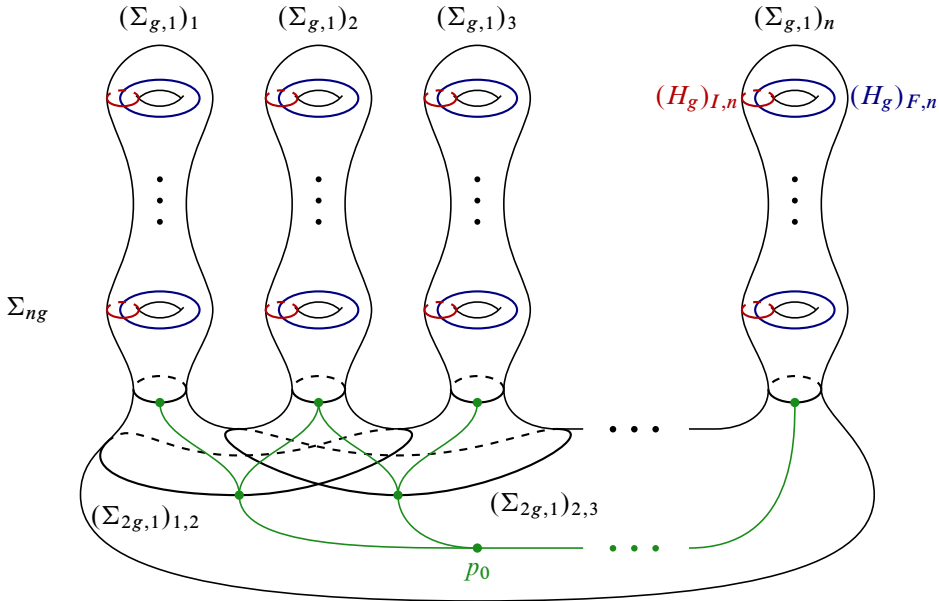 (Σ_{g,1})_1 (Σ_{g,1})_2 (Σ_{g,1})_3 (Σ_{g,1})_n
(H_g)_{I,n} (H_g)_{F,n}
Σ_{ng}
(Σ_{2g,1})_{1,2} (Σ_{2g,1})_{2,3}
p_0